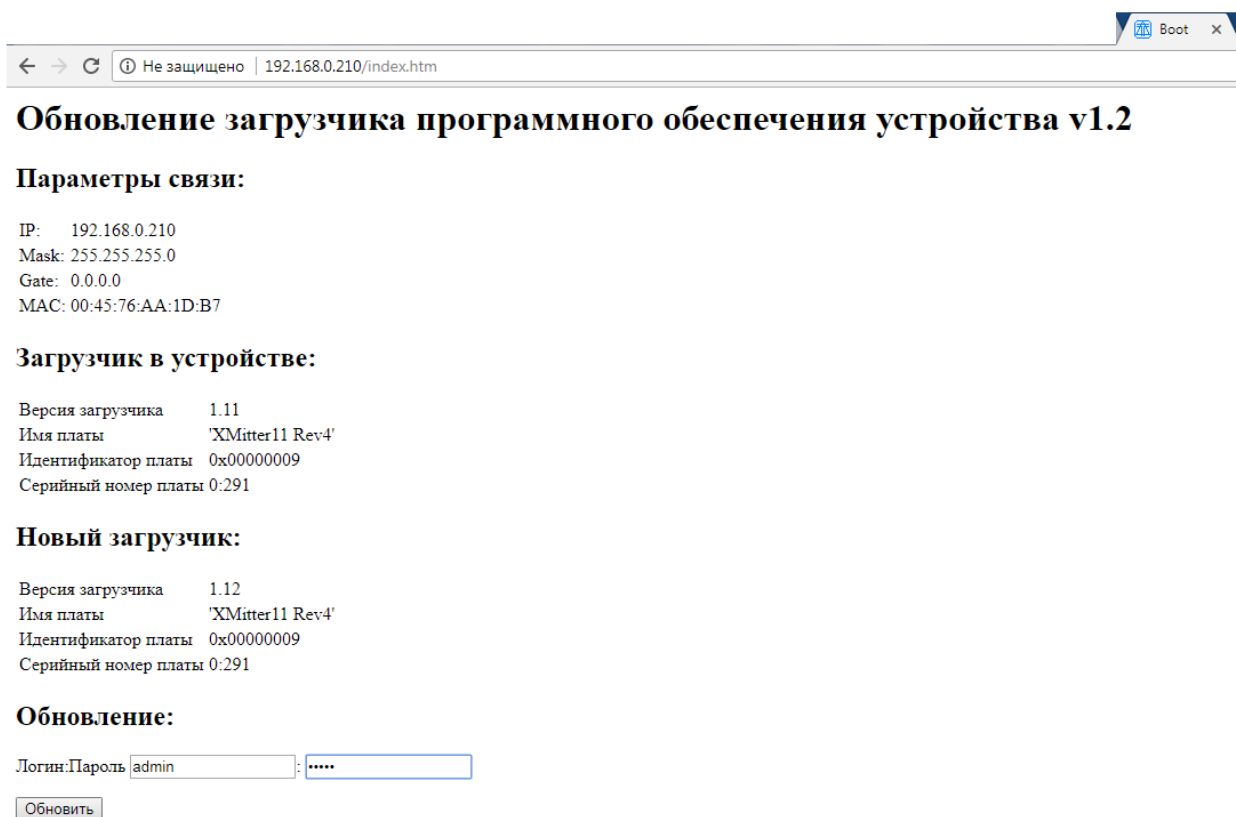 Boot
Не защищено | 192.168.0.210/index.htm
Обновление загрузчика программного обеспечения устройства v1.2
Параметры связи:
IP: 192.168.0.210
Mask: 255.255.255.0
Gate: 0.0.0.0
MAC: 00:45:76:AA:1D:B7
Загрузчик в устройстве:
Версия загрузчика 1.11
Имя платы 'XMitter11 Rev4'
Идентификатор платы 0x00000009
Серийный номер платы 0:291
Новый загрузчик:
Версия загрузчика 1.12
Имя платы 'XMitter11 Rev4'
Идентификатор платы 0x00000009
Серийный номер платы 0:291
Обновление:
Логин:Пароль admin : •••••
Обновить